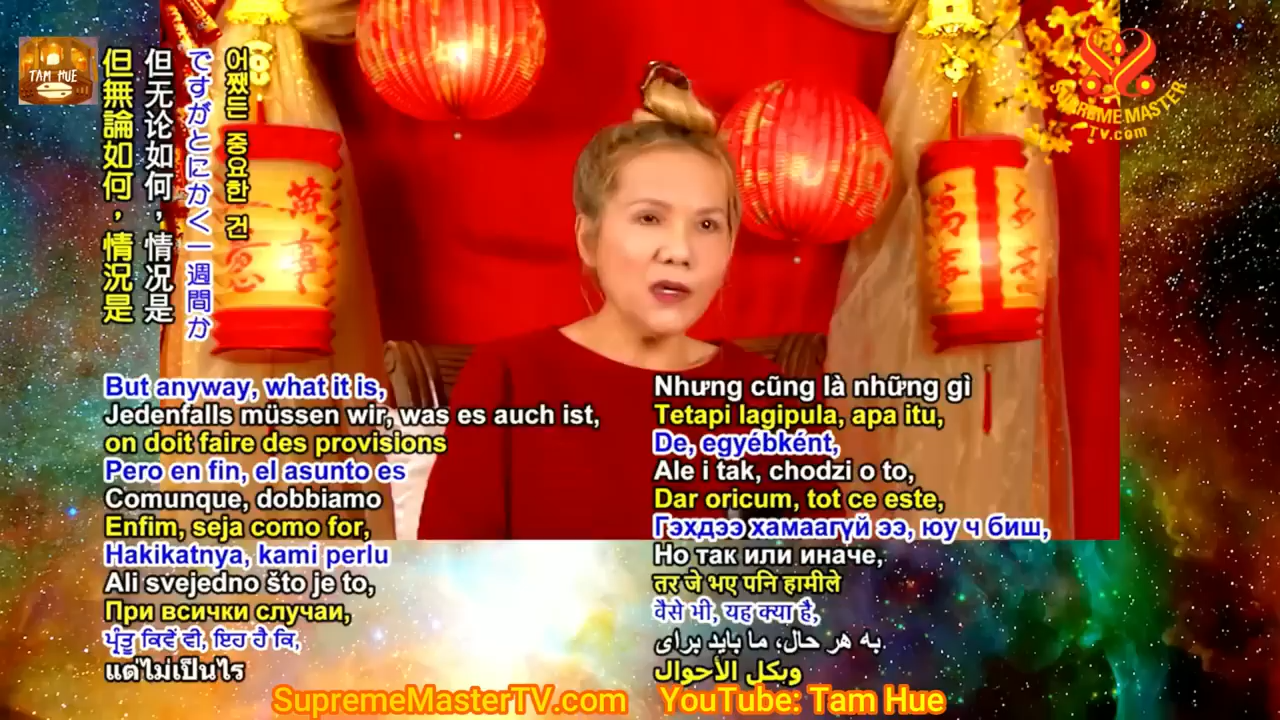 TAM HUE
但無論如何，情況是
但无论如何，情况是
ですがとにかく一週間か
어쨌든 중요한 건
SUPREME MASTER
TV.com
But anyway, what it is,
Jedenfalls müssen wir, was es auch ist,
on doit faire des provisions
Pero en fin, el asunto es
Comunque, dobbiamo
Enfim, seja como for,
Hakikatnya, kami perlu
Ali svejedno što je to,
При всички случаи,
ਪ੍ਰੰਤੂ ਕਿਵੇਂ ਵੀ, ਇਹ ਹੈ ਕਿ,
แต่ไม่เป็นไร
Nhưng cũng là những gì
Tetapi lagipula, apa itu,
De, egyébként,
Ale i tak, chodzi o to,
Dar oricum, tot ce este,
Гэхдээ хамаагүй ээ, юу ч биш,
Но так или иначе,
तर जे भए पनि हामीले
वैसे भी, यह क्या है,
به هر حال، ما باید برای
وبكل الأحوال
SupremeMasterTV.com YouTube: Tam Hue